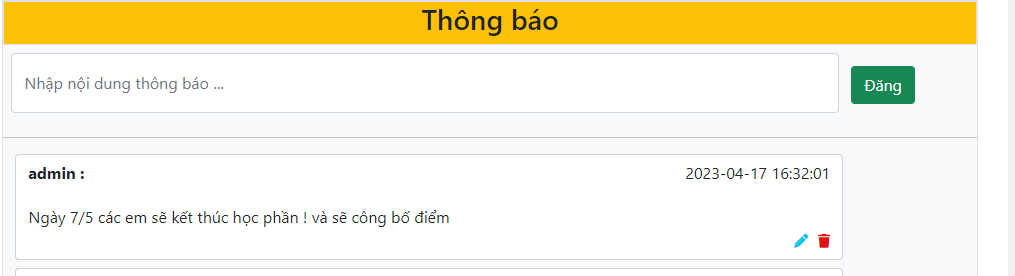 Thông báo
Nhập nội dung thông báo ...
Đăng
admin : 2023-04-17 16:32:01
Ngày 7/5 các em sẽ kết thúc học phần ! và sẽ công bố điểm